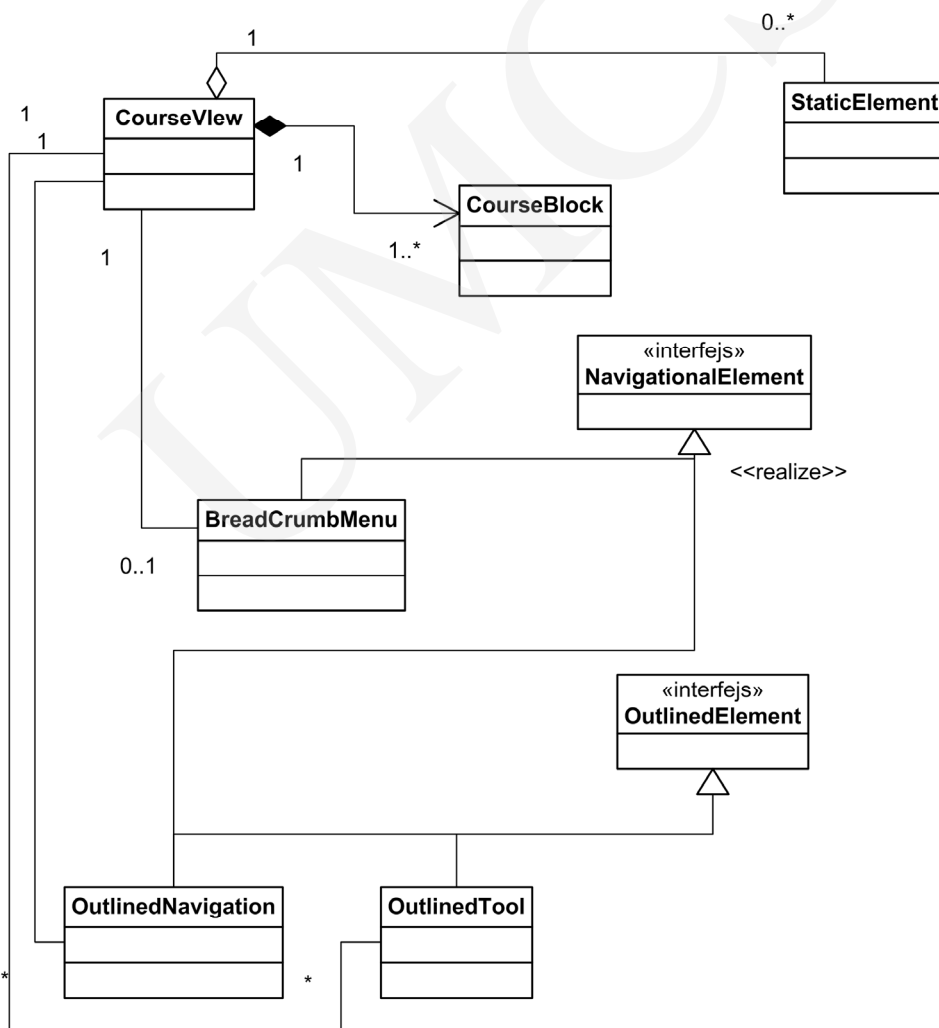 0..*
1
StaticElement
1
CourseVIew
1
1
CourseBlock
1
1..*
«interfejs»
NavigationalElement
<<realize>>
BreadCrumbMenu
0..1
«interfejs»
OutlinedElement
OutlinedNavigation
OutlinedTool
*
*
UMCS